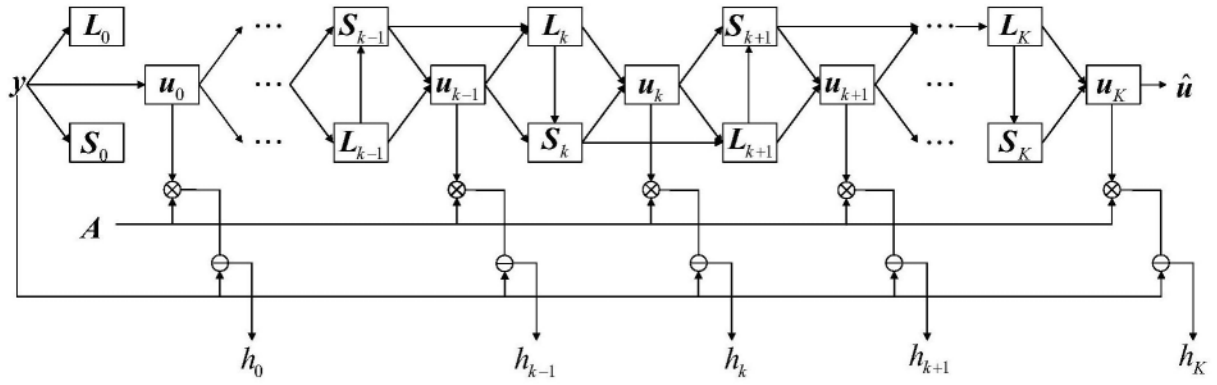 L_0 ··· S_{k-1} L_k S_{k+1} ··· L_K
y u_0 ··· u_{k-1} u_k u_{k+1} ··· u_K û
S_0 ··· L_{k-1} S_k L_{k+1} ··· S_K
A
h_0 h_{k-1} h_k h_{k+1} h_K